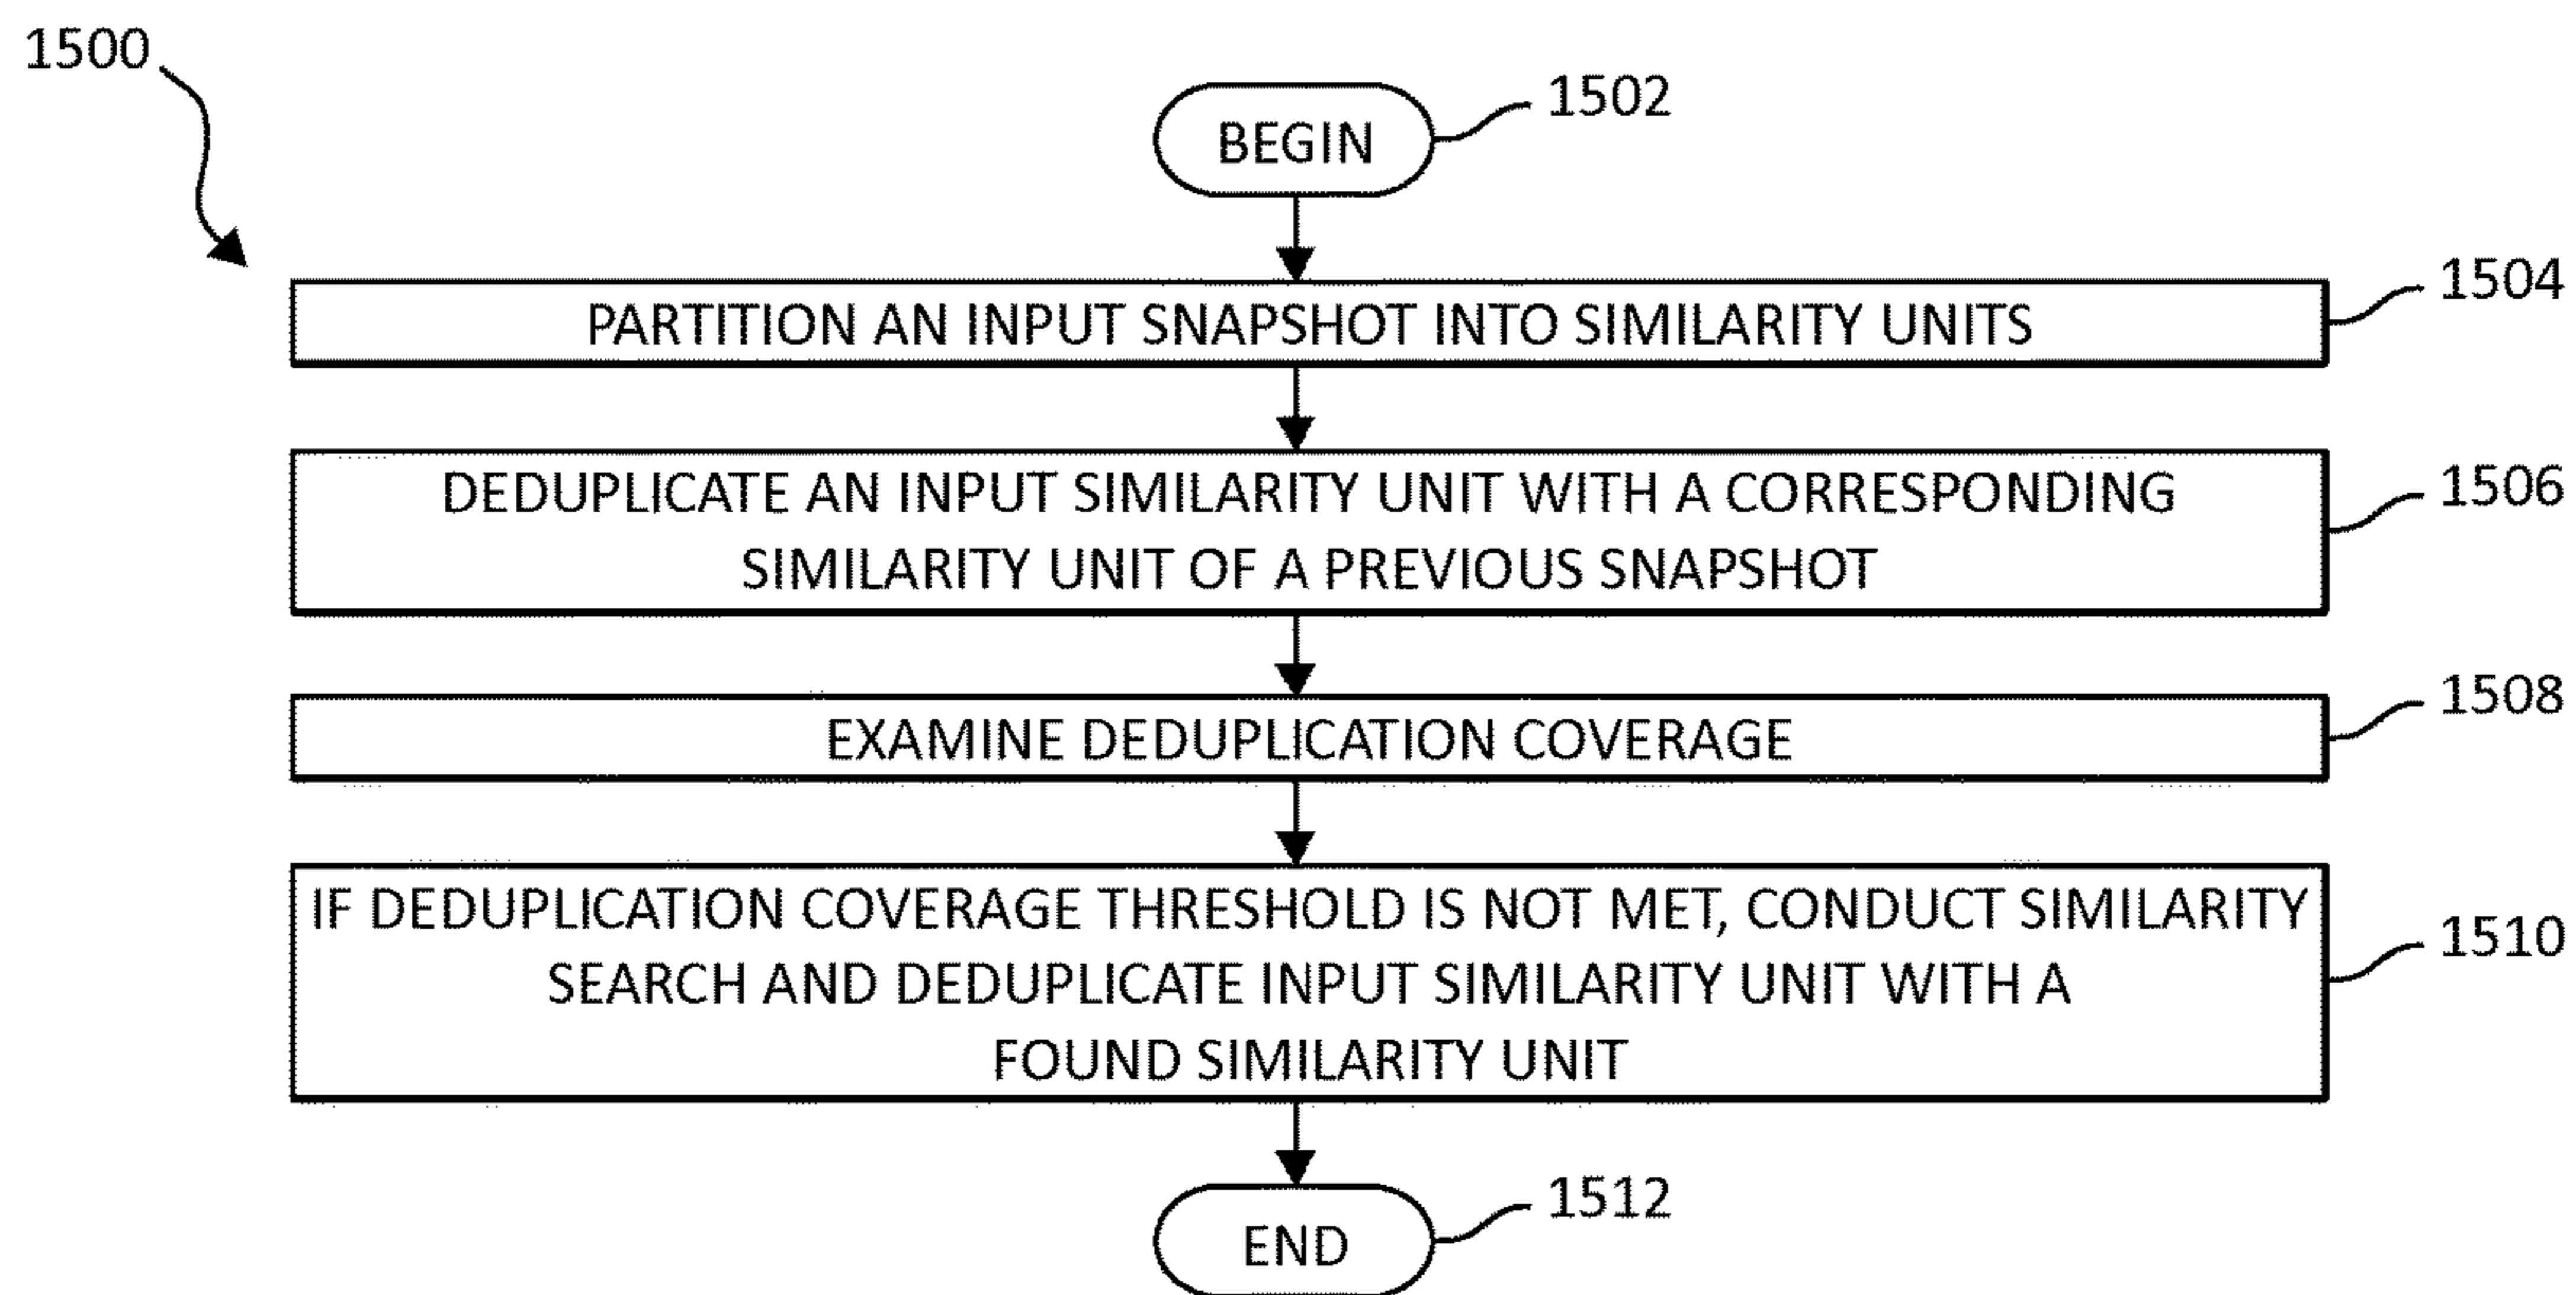 1500
BEGIN
1502
PARTITION AN INPUT SNAPSHOT INTO SIMILARITY UNITS
1504
DEDUPLICATE AN INPUT SIMILARITY UNIT WITH A CORRESPONDING
SIMILARITY UNIT OF A PREVIOUS SNAPSHOT
1506
EXAMINE DEDUPLICATION COVERAGE
1508
IF DEDUPLICATION COVERAGE THRESHOLD IS NOT MET, CONDUCT SIMILARITY
SEARCH AND DEDUPLICATE INPUT SIMILARITY UNIT WITH A
FOUND SIMILARITY UNIT
1510
END
1512